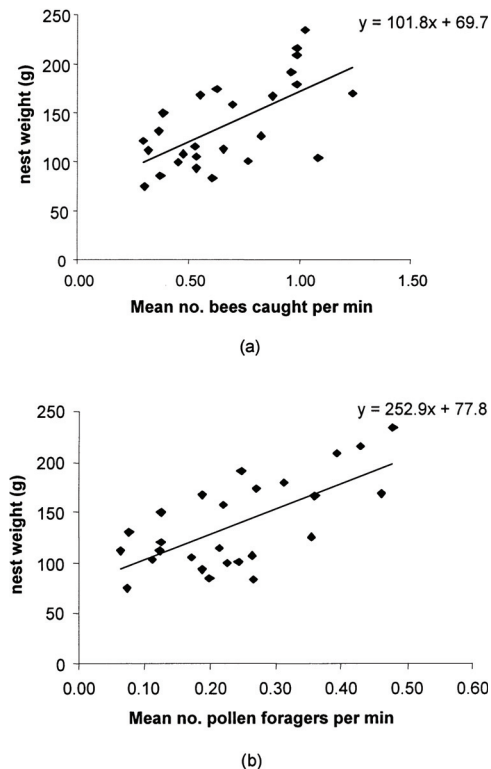 y = 101.8x + 69.7
250
200
150
100
50
0
nest weight (g)
0.00 0.50 1.00 1.50
Mean no. bees caught per min
(a)
y = 252.9x + 77.8
250
200
150
100
50
0
nest weight (g)
0.00 0.10 0.20 0.30 0.40 0.50 0.60
Mean no. pollen foragers per min
(b)